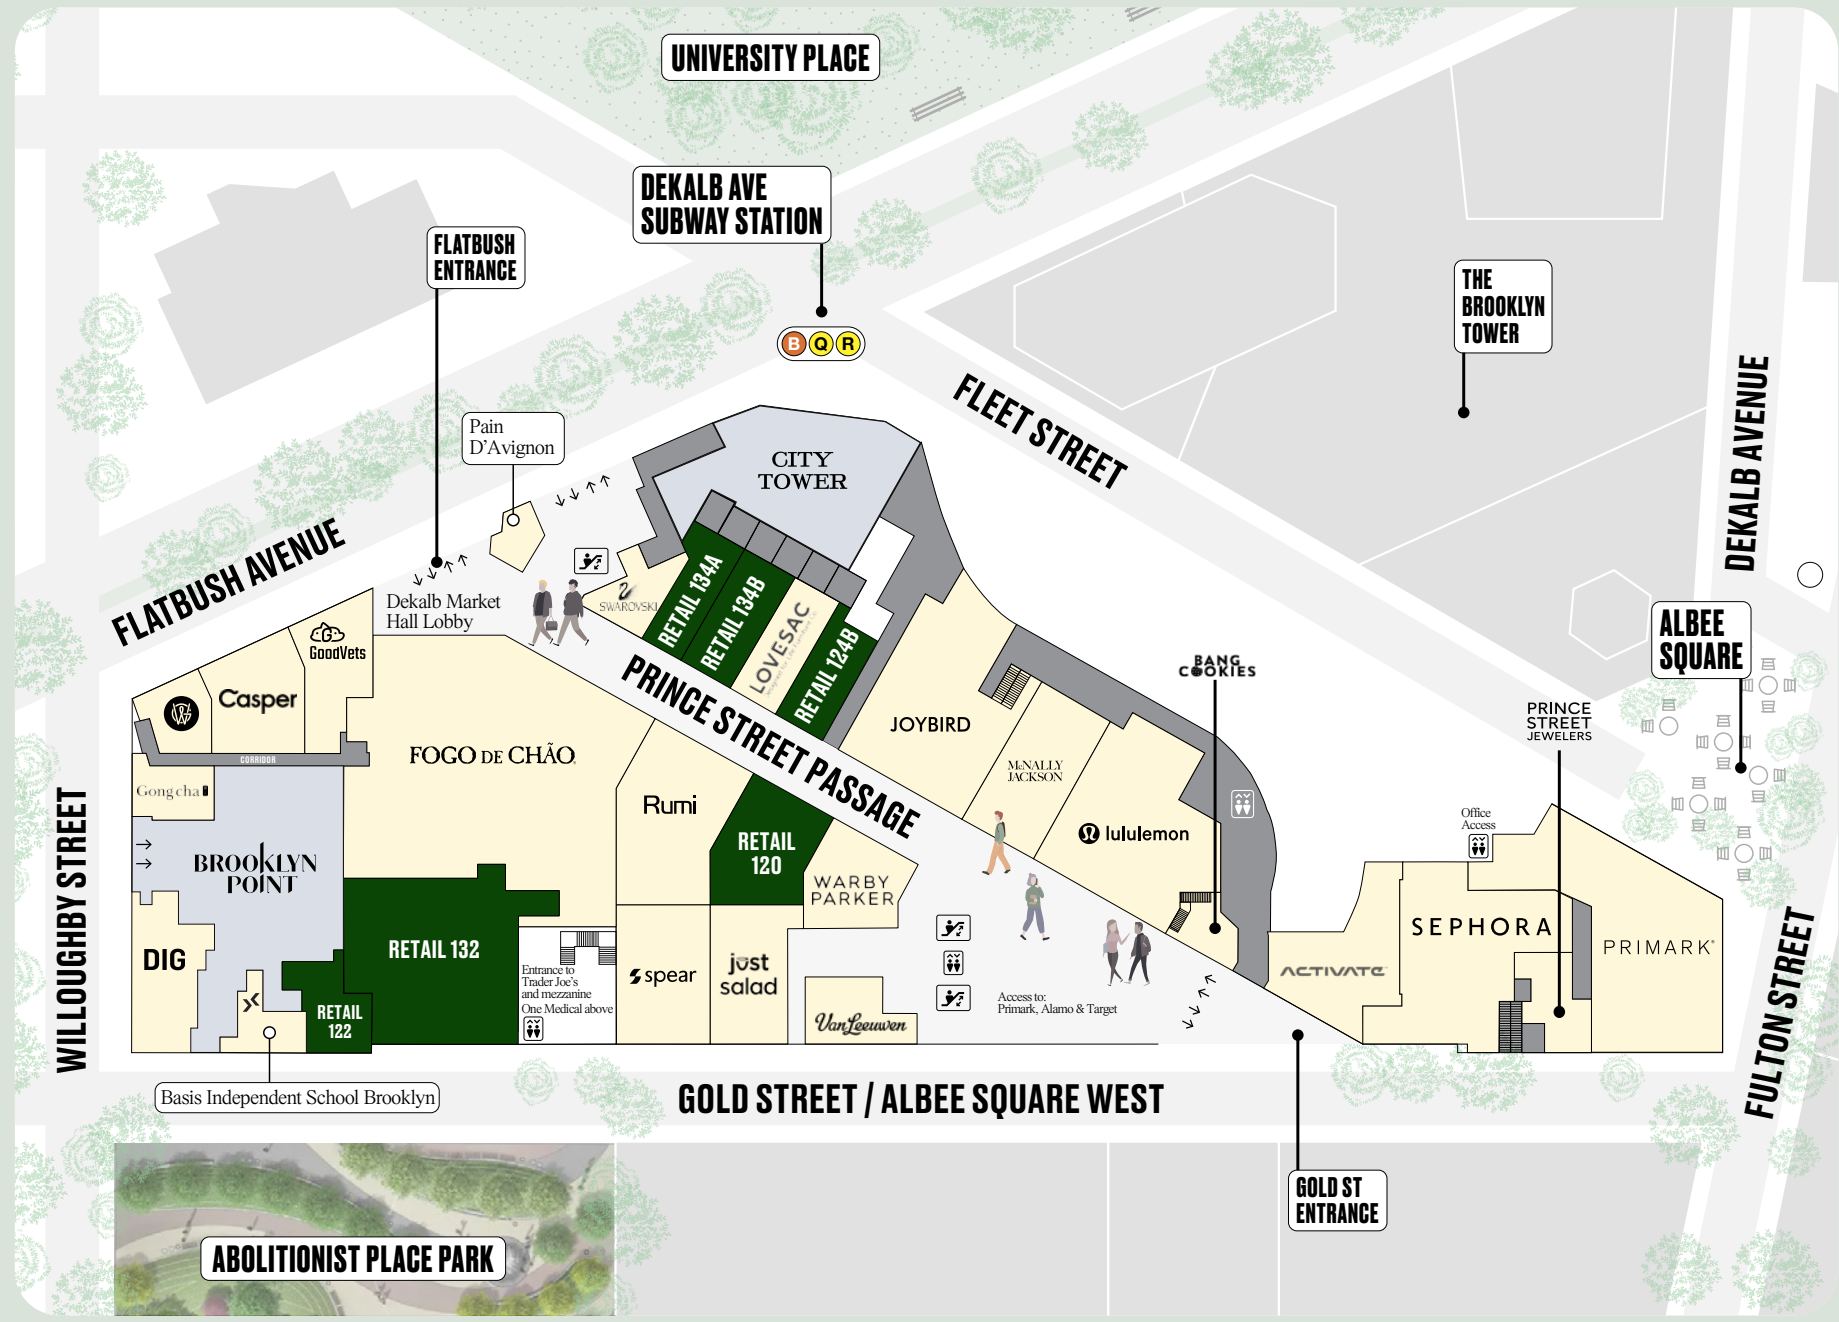 UNIVERSITY PLACE
DEKALB AVE
SUBWAY STATION
FLATBUSH
ENTRANCE
THE
BROOKLYN
TOWER
B Q R
FLEET STREET
DEKALB AVENUE
Pain
D'Avignon
CITY
TOWER
FLATBUSH AVENUE
Dekalb Market
Hall Lobby
SWAROVSKI
RETAIL 134A
RETAIL 134B
LOVESAC
RETAIL 124B
ALBEE
SQUARE
GoodVets
Casper
W
PRINCE STREET PASSAGE
BANG
COOKIES
JOYBIRD
PRINCE
STREET
JEWELERS
FOGO DE CHÃO
CORRIDOR
McNALLY
JACKSON
Gong cha
Rumi
lululemon
Office
Access
WILLOUGHBY STREET
BROOKLYN
POINT
RETAIL
120
WARBY
PARKER
SEPHORA
PRIMARK
DIG
RETAIL 132
Entrance to
Trader Joe's
and mezzanine
One Medical above
spear
just
salad
ACTIVATE
Access to:
Primark, Alamo & Target
RETAIL
122
Van Leeuwen
FULTON STREET
Basis Independent School Brooklyn
GOLD STREET / ALBEE SQUARE WEST
GOLD ST
ENTRANCE
ABOLITIONIST PLACE PARK